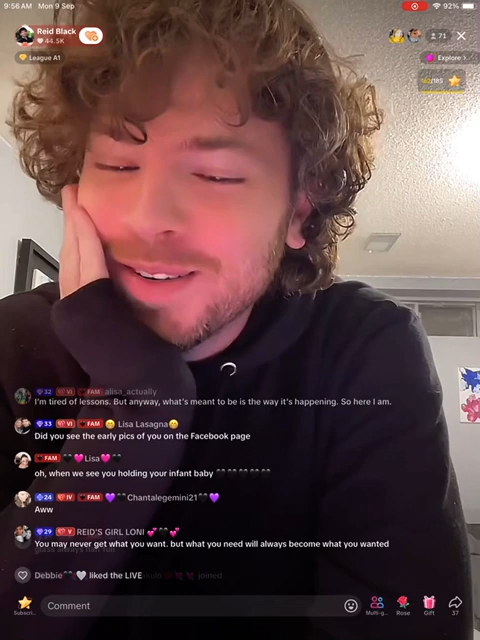 9:56 AM Mon 9 Sep
92%
Reid Black
44.5K
71
League A1
Explore >
/185
32 VI FAM alisa_actually
I'm tired of lessons. But anyway, what's meant to be is the way it's happening. So here I am.
33 VI FAM 😁 Lisa Lasagna😁
Did you see the early pics of you on the Facebook page
FAM 🖤💗Lisa💗🖤
oh, when we see you holding your infant baby 🖤🖤🖤🖤🖤🖤
24 IV FAM 💜🖤Chantalegemini21🖤💜
Aww
29 V REID'S GIRL LONI 💕💉💕
You may never get what you want. but what you need will always become what you wanted
glass always half full
Debbie🖤🤍 liked the LIVE
joined
Subscri...
Comment
Multi-g...
Rose
Gift
37